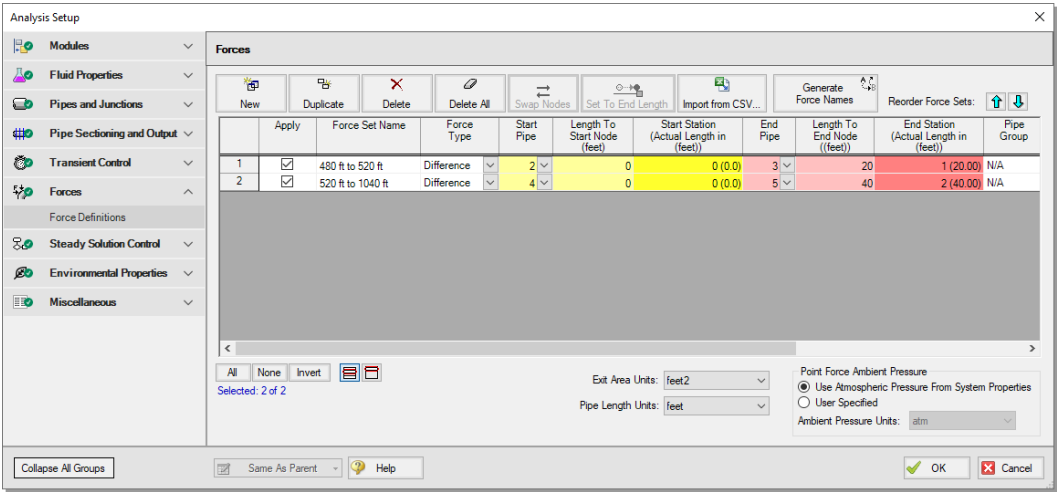 Analysis Setup
Modules
Fluid Properties
Pipes and Junctions
Pipe Sectioning and Output
Transient Control
Forces
Force Definitions
Steady Solution Control
Environmental Properties
Miscellaneous
Forces
New
Duplicate
Delete
Delete All
Swap Nodes
Set To End Length
Import from CSV...
Generate
Force Names
Reorder Force Sets:
Apply
Force Set Name
Force
Type
Start
Pipe
Length To
Start Node
(feet)
Start Station
(Actual Length in
(feet))
End
Pipe
Length To
End Node
((feet))
End Station
(Actual Length in
(feet))
Pipe
Group
1 480 ft to 520 ft Difference 2 0 0 (0.0) 3 20 1 (20.00) N/A
2 520 ft to 1040 ft Difference 4 0 0 (0.0) 5 40 2 (40.00) N/A
All None Invert
Selected: 2 of 2
Exit Area Units: feet2
Pipe Length Units: feet
Point Force Ambient Pressure
Use Atmospheric Pressure From System Properties
User Specified
Ambient Pressure Units: atm
Collapse All Groups
Same As Parent
Help
OK
Cancel